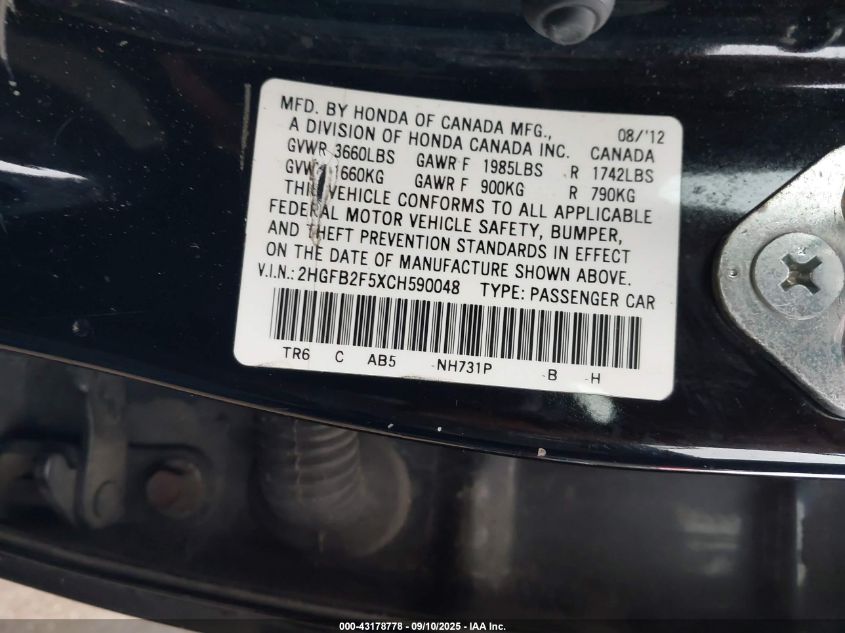 MFD. BY HONDA OF CANADA MFG., 08/'12
A DIVISION OF HONDA CANADA INC. CANADA
GVWR 3660LBS GAWR F 1985LBS R 1742LBS
GVWR 1660KG GAWR F 900KG R 790KG
THIS VEHICLE CONFORMS TO ALL APPLICABLE
FEDERAL MOTOR VEHICLE SAFETY, BUMPER,
AND THEFT PREVENTION STANDARDS IN EFFECT
ON THE DATE OF MANUFACTURE SHOWN ABOVE.
V.I.N.: 2HGFB2F5XCH590048 TYPE: PASSENGER CAR
TR6 C AB5 -NH731P -B -H
000-43178778 - 09/10/2025 - IAA Inc.